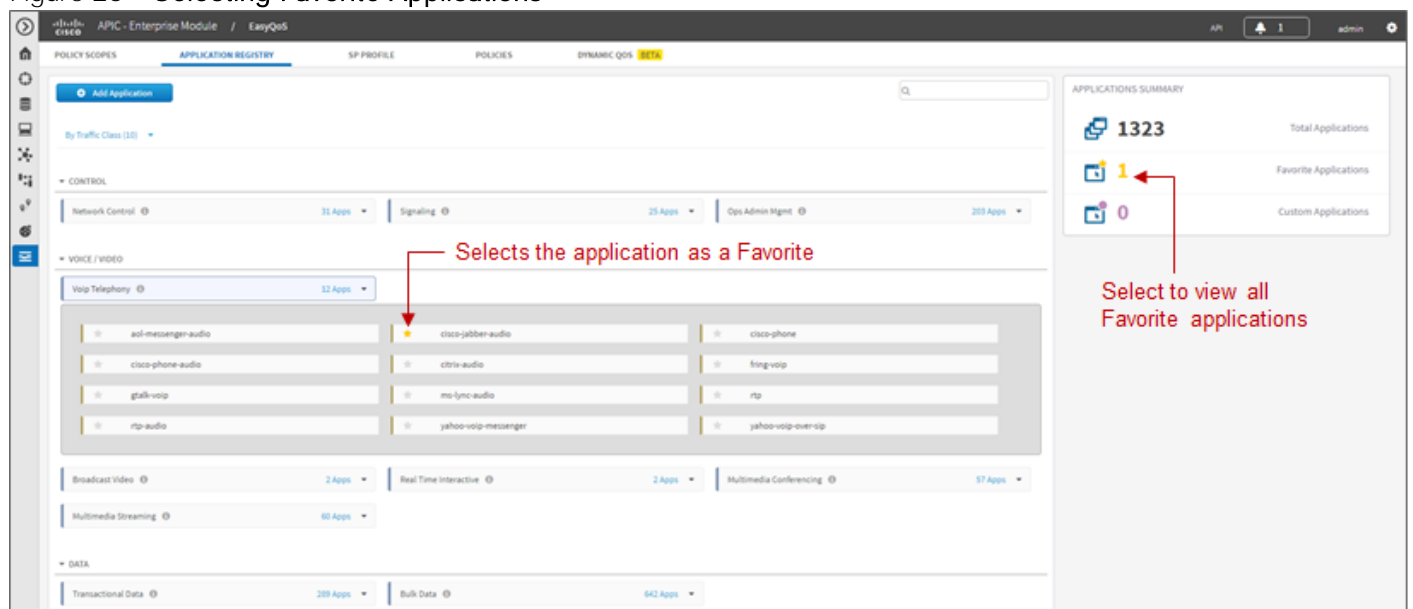 Figure 20 Selecting Favorite Applications
cisco APIC - Enterprise Module / EasyQoS API 1 admin
POLICY SCOPES APPLICATION REGISTRY SP PROFILE POLICIES DYNAMIC QOS BETA
Add Application
By Traffic Class (10)
CONTROL
Network Control 31 Apps Signaling 25 Apps Ops Admin Mgmt 203 Apps
Selects the application as a Favorite
VOICE / VIDEO
Voip Telephony 12 Apps
aol-messenger-audio cisco-jabber-audio cisco-phone
cisco-phone-audio citrix-audio fring-voip
gtalk-voip ms-lync-audio rtp
rtp-audio yahoo-voip-messenger yahoo-voip-over-sip
Broadcast Video 2 Apps Real Time Interactive 2 Apps Multimedia Conferencing 57 Apps
Multimedia Streaming 60 Apps
DATA
Transactional Data 289 Apps Bulk Data 642 Apps
APPLICATIONS SUMMARY
1323 Total Applications
1 Favorite Applications
0 Custom Applications
Select to view all
Favorite applications